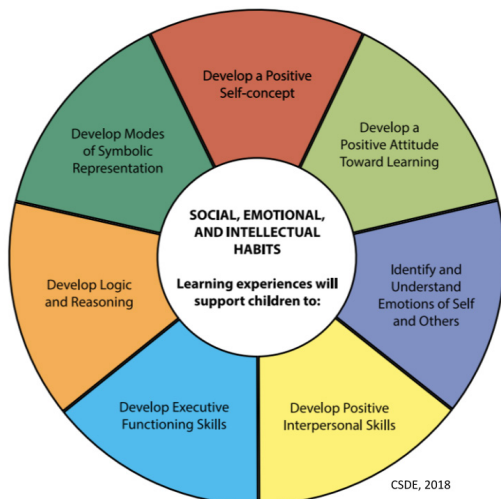 Develop a Positive
Self-concept
Develop a
Positive Attitude
Toward Learning
Identify and
Understand
Emotions of Self
and Others
Develop Positive
Interpersonal Skills
Develop Executive
Functioning Skills
Develop Logic
and Reasoning
Develop Modes
of Symbolic
Representation
SOCIAL, EMOTIONAL,
AND INTELLECTUAL
HABITS
Learning experiences will
support children to:
CSDE, 2018